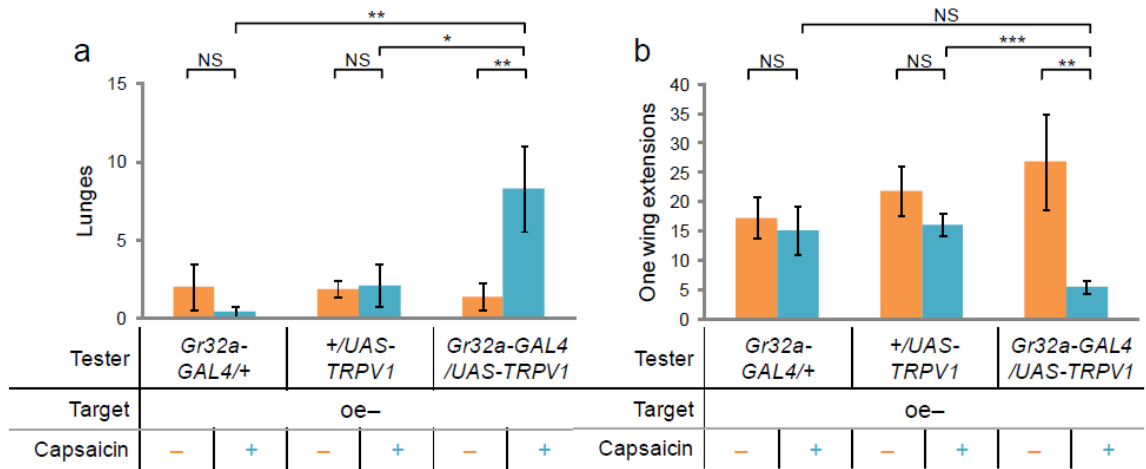 a
**
*
NS NS **
15
10
5
0
Lunges
Tester Gr32a- +/UAS- Gr32a-GAL4
GAL4/+ TRPV1 /UAS-TRPV1
Target oe–
Capsaicin – + – + – +
b
NS
***
NS NS **
40
35
30
25
20
15
10
5
0
One wing extensions
Tester Gr32a- +/UAS- Gr32a-GAL4
GAL4/+ TRPV1 /UAS-TRPV1
Target oe–
Capsaicin – + – + – +